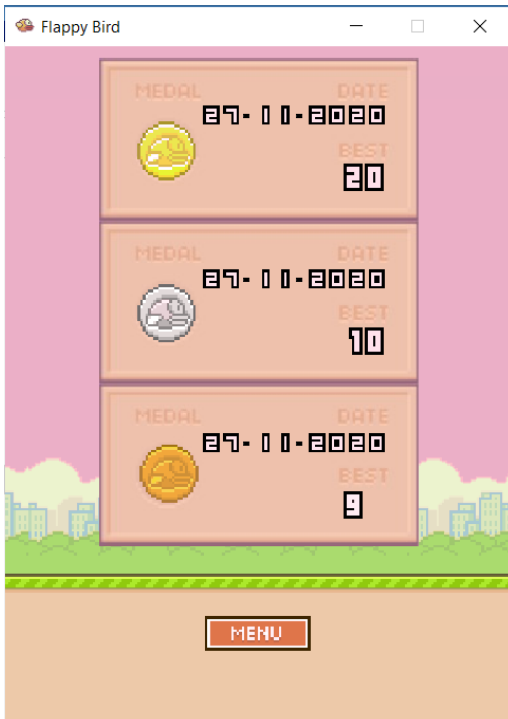 Flappy Bird
MEDAL DATE
27-11-2020
BEST
20
MEDAL DATE
27-11-2020
BEST
10
MEDAL DATE
27-11-2020
BEST
9
MENU